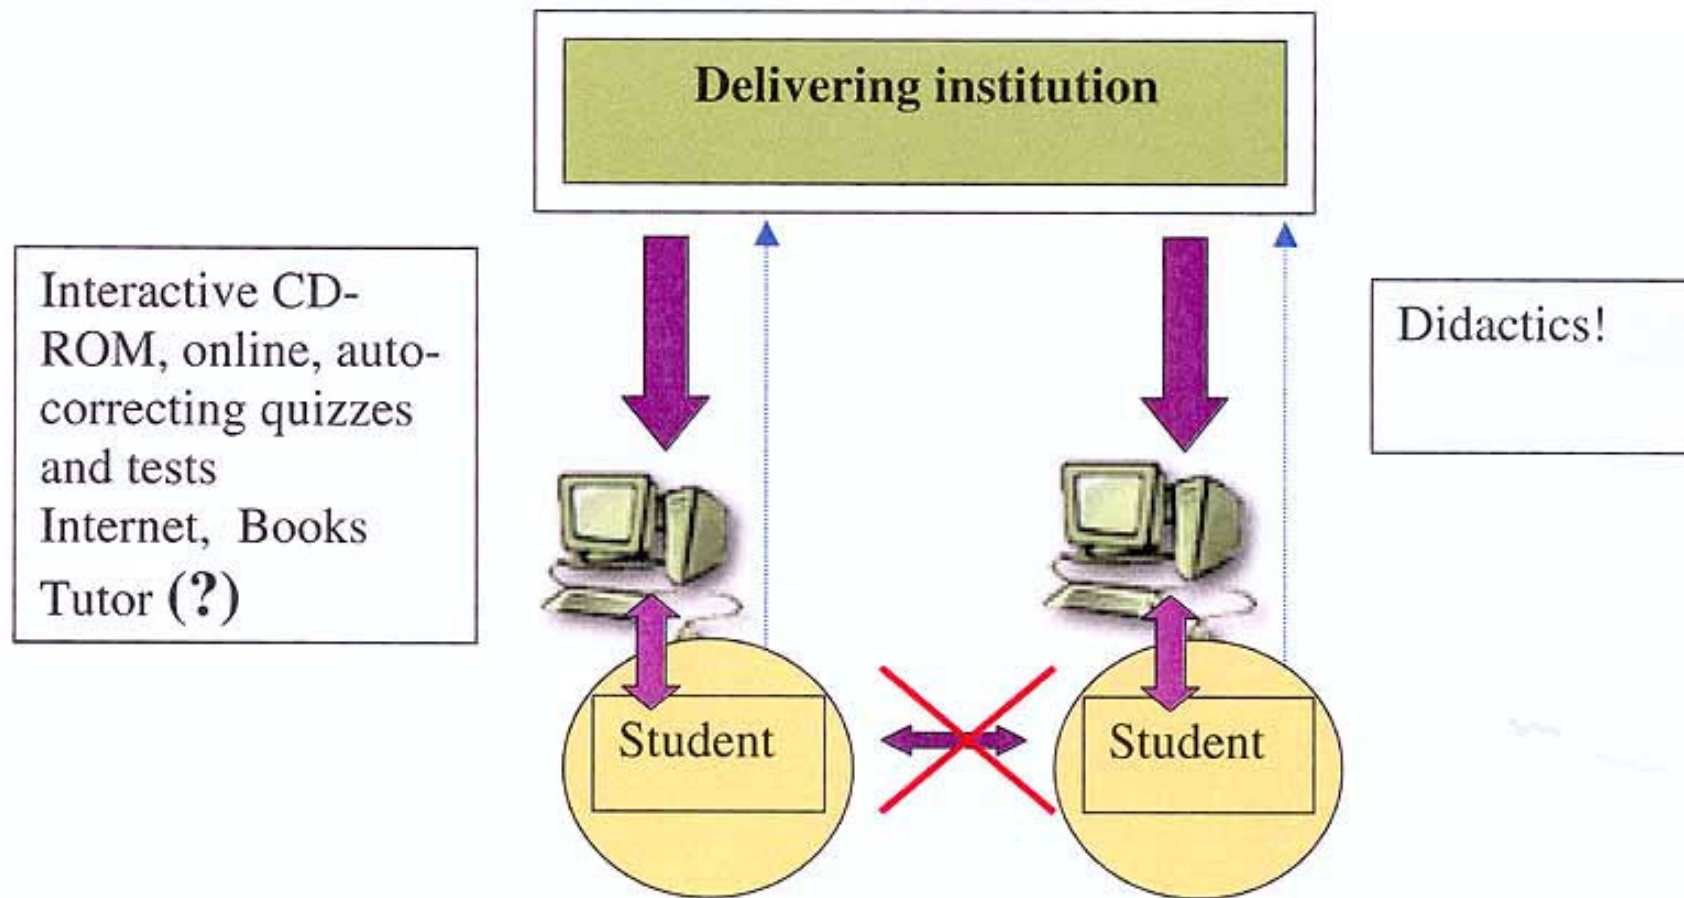 Delivering institution
Interactive CD-
ROM, online, auto-
correcting quizzes
and tests
Internet, Books
Tutor (?)
Didactics!
Student
Student